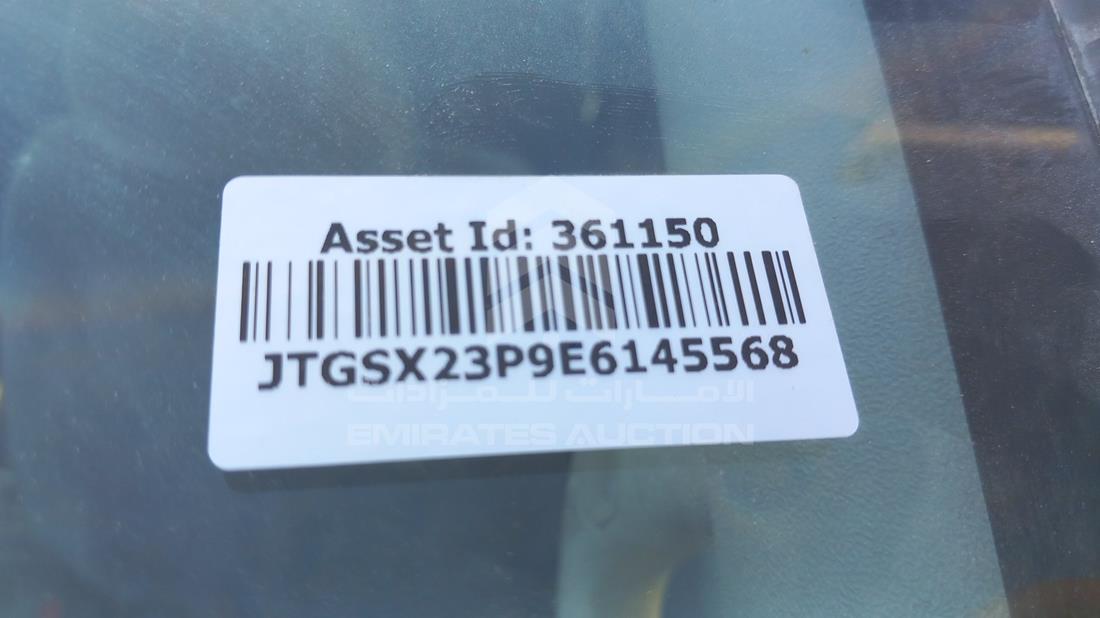 Asset Id: 361150
JTGSX23P9E6145568
الامارات للمزادات
EMIRATES AUCTION